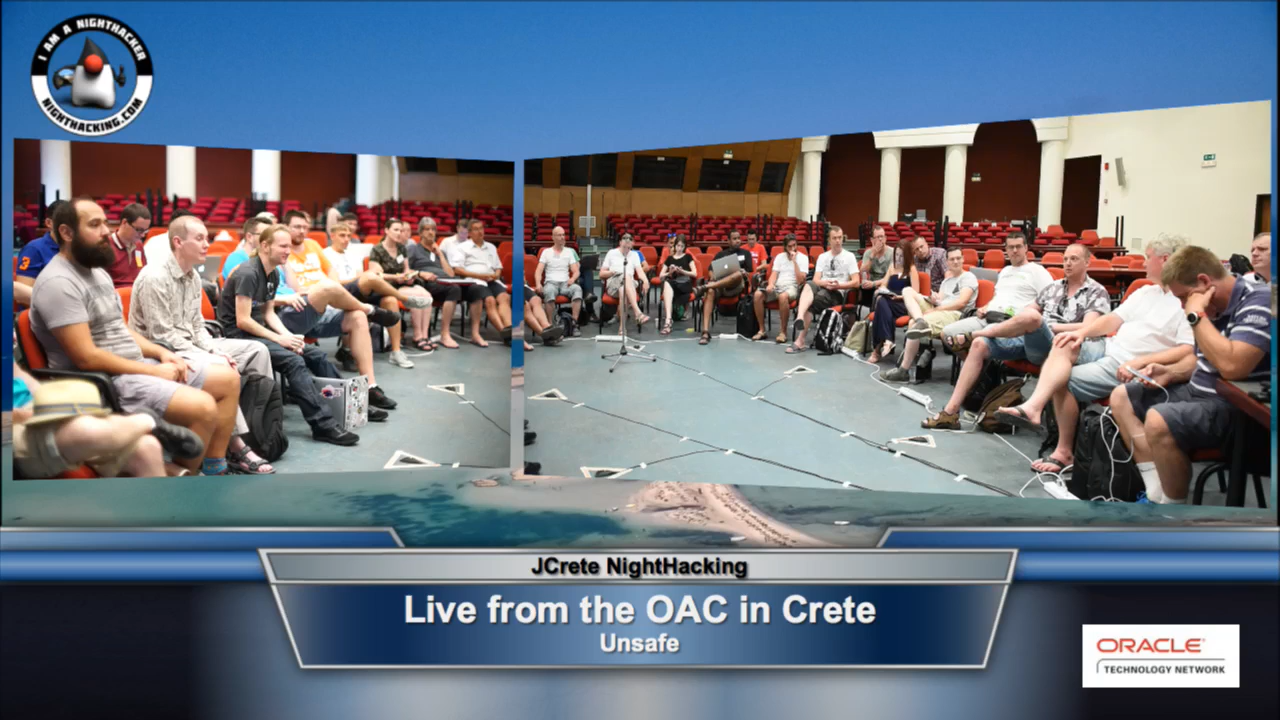 I AM A NIGHTHACKER
NIGHTHACKING.COM
JCrete NightHacking
Live from the OAC in Crete
Unsafe
ORACLE
TECHNOLOGY NETWORK